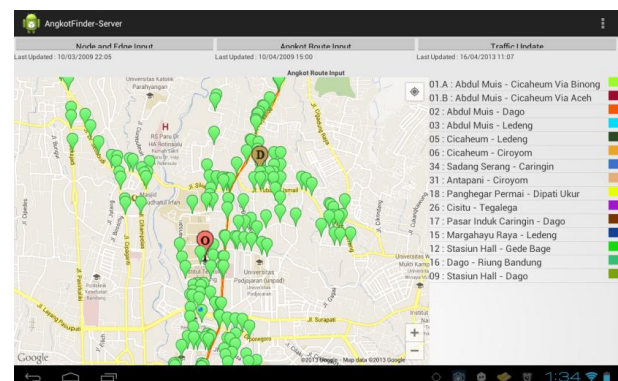 AngkotFinder-Server
Node and Edge Input
Angkot Route Input
Traffic Update
Last Updated : 10/03/2009 22:05
Last Updated : 10/04/2009 15:00
Last Updated : 16/04/2013 11:07
Angkot Route Input
Universitas Katolik
Parahyangan
H
RS Paru Dr
HA Rotinsulu
D
O
Universitas
Padjajaran (unpad)
Universitas
Padjajaran
Jl. Surapati
Google
©2013 Google - Map data ©2013 Google
+
−
01.A : Abdul Muis - Cicaheum Via Binong
01.B : Abdul Muis - Cicaheum Via Aceh
02 : Abdul Muis - Dago
03 : Abdul Muis - Ledeng
05 : Cicaheum - Ledeng
06 : Cicaheum - Ciroyom
34 : Sadang Serang - Caringin
31 : Antapani - Ciroyom
18 : Panghegar Permai - Dipati Ukur
26 : Cisitu - Tegalega
17 : Pasar Induk Caringin - Dago
15 : Margahayu Raya - Ledeng
12 : Stasiun Hall - Gede Bage
16 : Dago - Riung Bandung
09 : Stasiun Hall - Dago
1:34